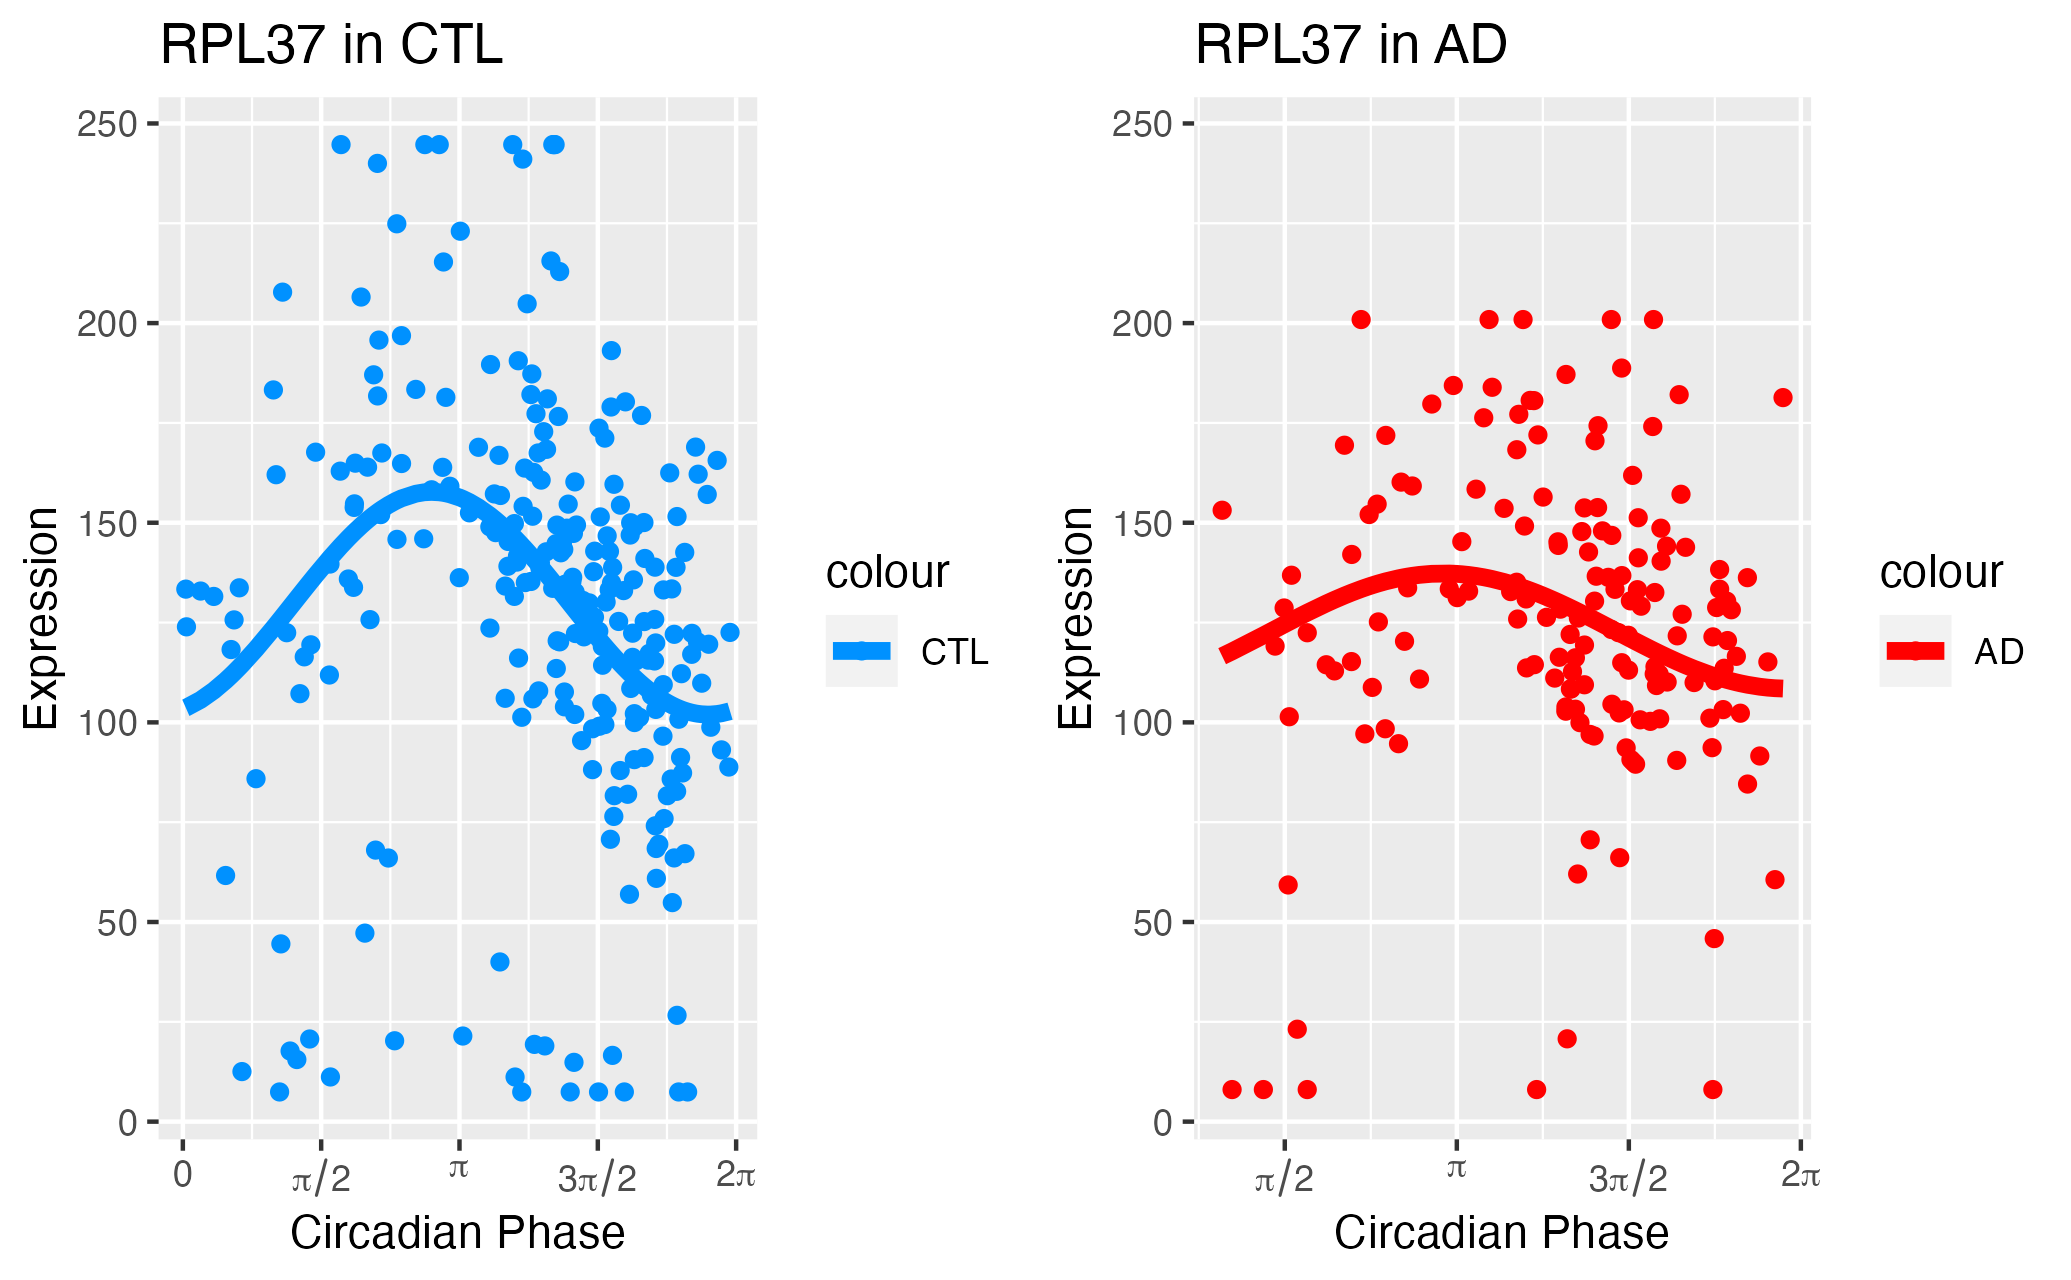 RPL37 in CTL
250
200
150
100
50
0
Expression
0 π/2 π 3π/2 2π
Circadian Phase
colour
CTL
RPL37 in AD
250
200
150
100
50
0
Expression
π/2 π 3π/2 2π
Circadian Phase
colour
AD